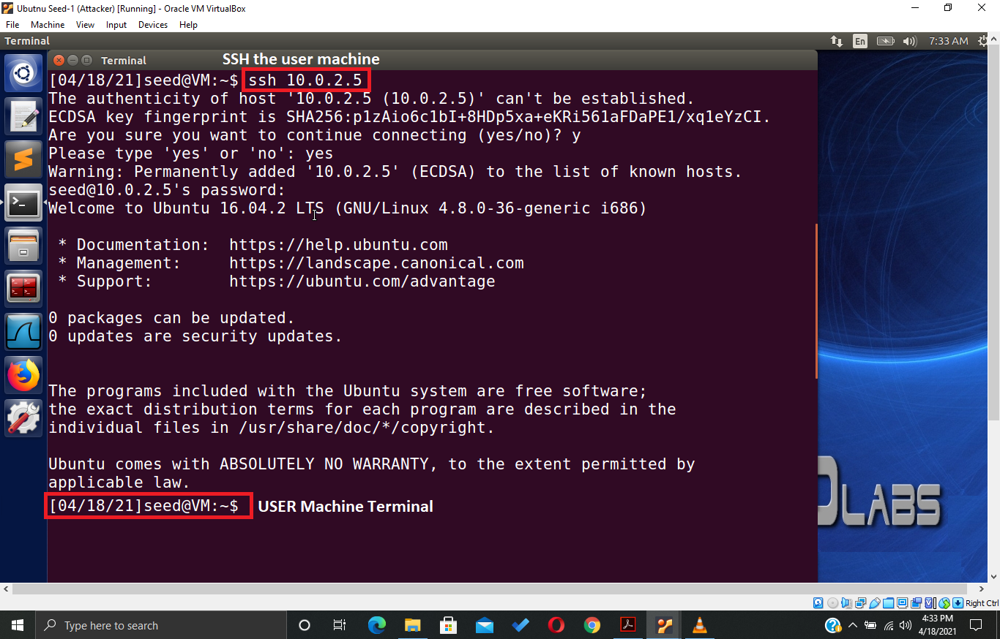 Ubutnu Seed-1 (Attacker) [Running] - Oracle VM VirtualBox
File Machine View Input Devices Help
Terminal
En
7:33 AM
Terminal
SSH the user machine
[04/18/21]seed@VM:~$ ssh 10.0.2.5
The authenticity of host '10.0.2.5 (10.0.2.5)' can't be established.
ECDSA key fingerprint is SHA256:p1zAio6c1bI+8HDp5xa+eKRi561aFDaPE1/xq1eYzCI.
Are you sure you want to continue connecting (yes/no)? y
Please type 'yes' or 'no': yes
Warning: Permanently added '10.0.2.5' (ECDSA) to the list of known hosts.
seed@10.0.2.5's password:
Welcome to Ubuntu 16.04.2 LTS (GNU/Linux 4.8.0-36-generic i686)
* Documentation: https://help.ubuntu.com
* Management: https://landscape.canonical.com
* Support: https://ubuntu.com/advantage
0 packages can be updated.
0 updates are security updates.
The programs included with the Ubuntu system are free software;
the exact distribution terms for each program are described in the
individual files in /usr/share/doc/*/copyright.
Ubuntu comes with ABSOLUTELY NO WARRANTY, to the extent permitted by
applicable law.
[04/18/21]seed@VM:~$
USER Machine Terminal
DLABS
Right Ctrl
Type here to search
4:33 PM
4/18/2021